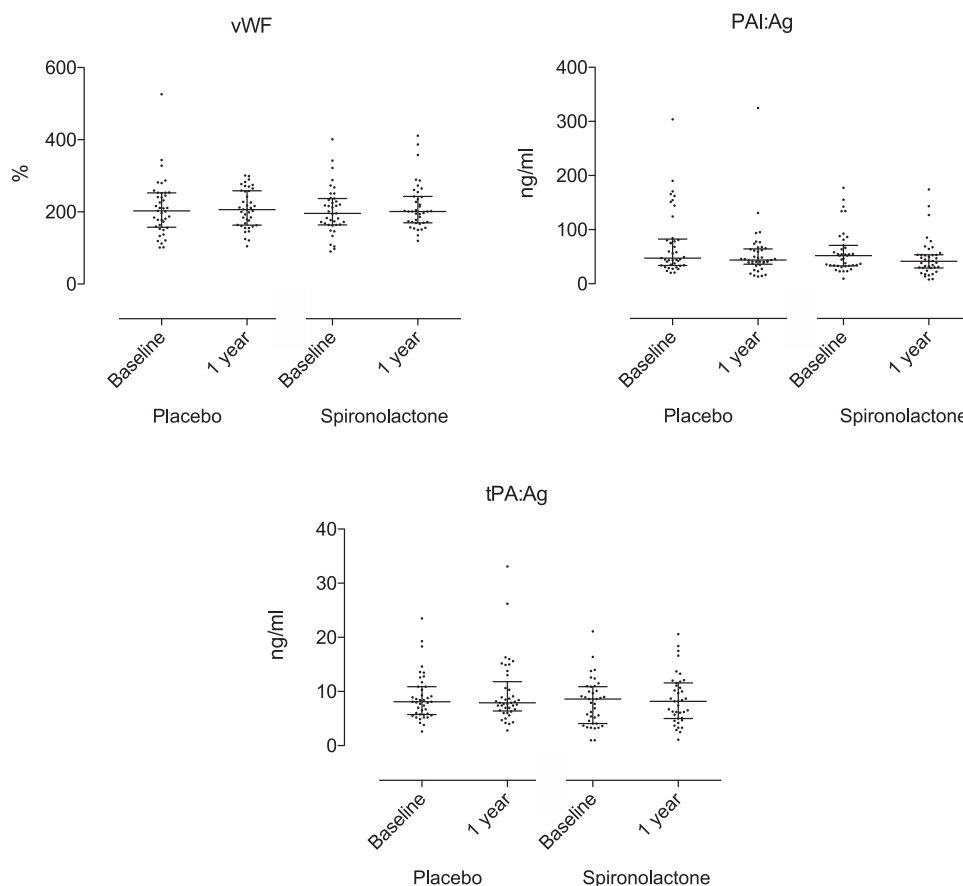 vWF
600
400
200
0
%
Baseline
1 year
Baseline
1 year
Placebo
Spironolactone
PAI:Ag
400
300
200
100
0
ng/ml
Baseline
1 year
Baseline
1 year
Placebo
Spironolactone
tPA:Ag
40
30
20
10
0
ng/ml
Baseline
1 year
Baseline
1 year
Placebo
Spironolactone